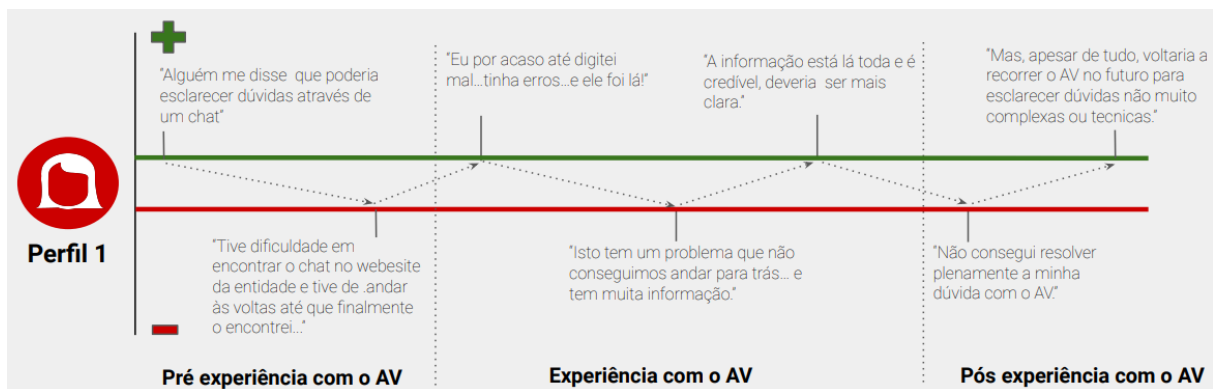 "Alguém me disse que poderia
esclarecer dúvidas através de
um chat"
"Eu por acaso até digitei
mal...tinha erros...e ele foi lá!"
"A informação está lá toda e é
credível, deveria ser mais
clara."
"Mas, apesar de tudo, voltaria a
recorrer o AV no futuro para
esclarecer dúvidas não muito
complexas ou tecnicas."
Perfil 1
"Tive dificuldade em
encontrar o chat no webesite
da entidade e tive de .andar
às voltas até que finalmente
o encontrei..."
"Isto tem um problema que não
conseguimos andar para trás... e
tem muita informação."
"Não consegui resolver
plenamente a minha
dúvida com o AV."
Pré experiência com o AV
Experiência com o AV
Pós experiência com o AV